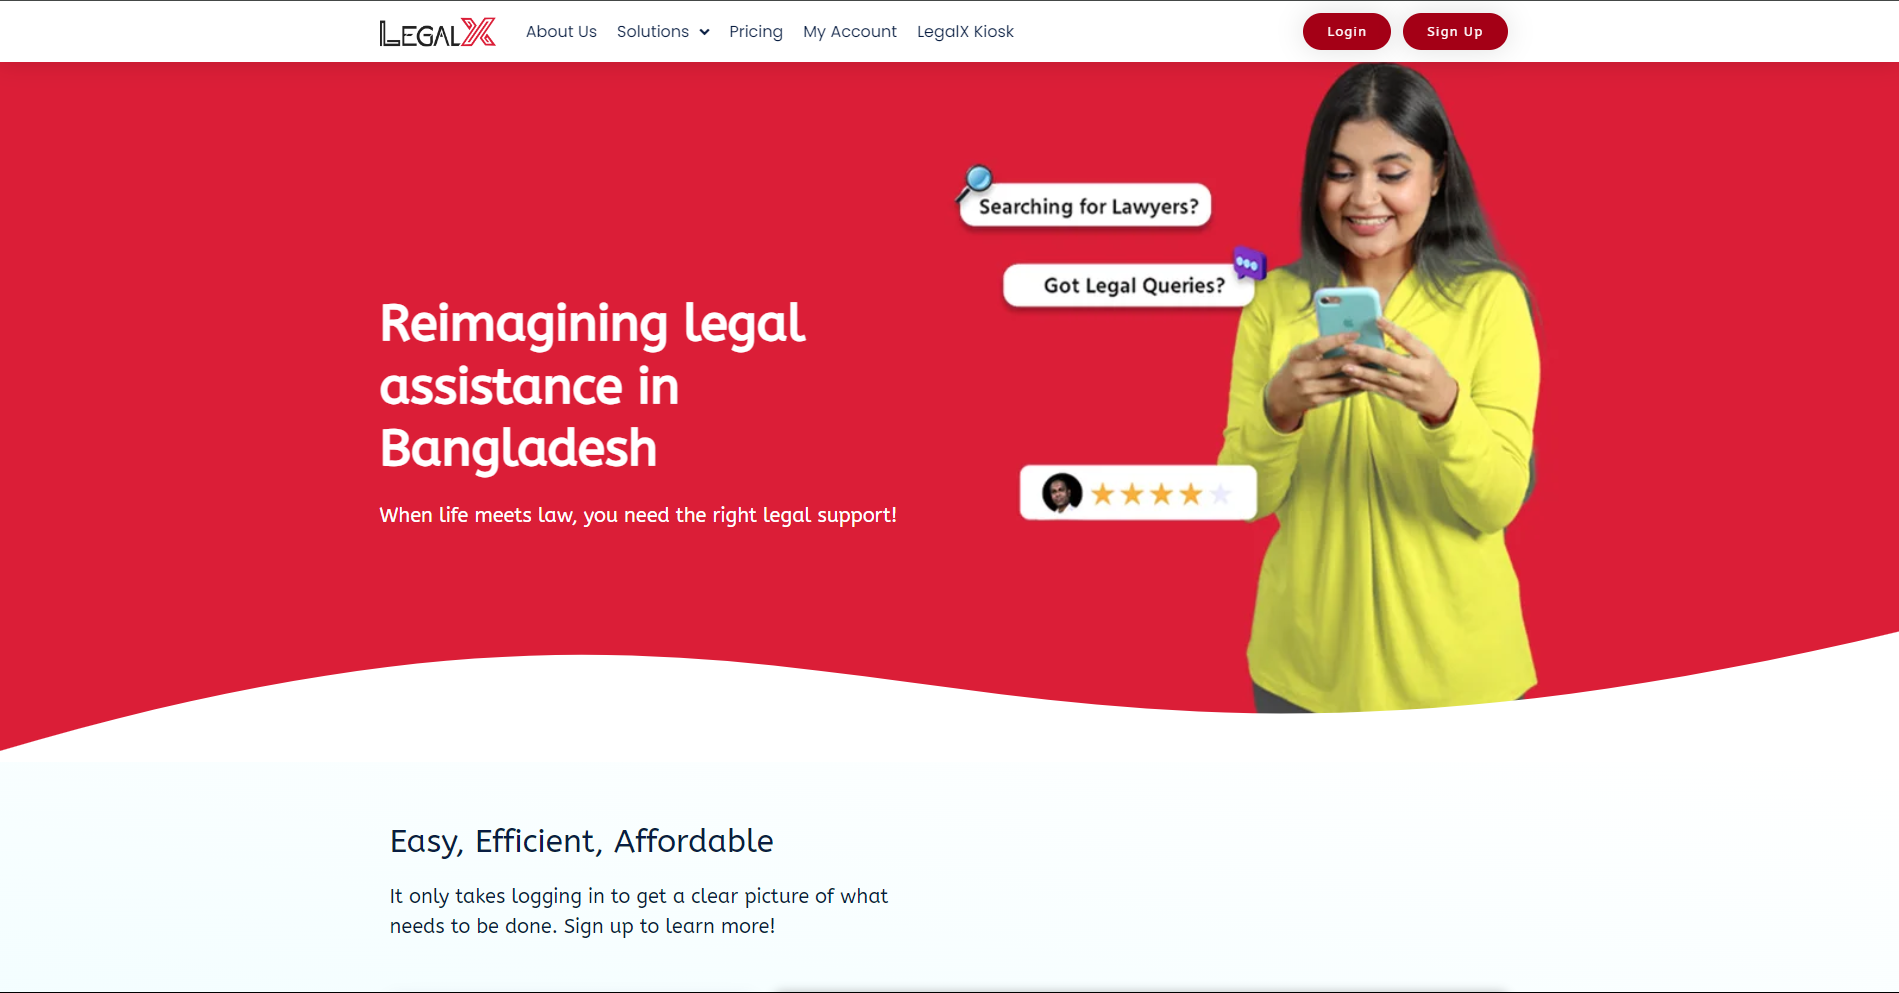 LEGALX
About Us
Solutions
Pricing
My Account
LegalX Kiosk
Login
Sign Up
Searching for Lawyers?
Got Legal Queries?
Reimagining legal
assistance in
Bangladesh
When life meets law, you need the right legal support!
Easy, Efficient, Affordable
It only takes logging in to get a clear picture of what
needs to be done. Sign up to learn more!